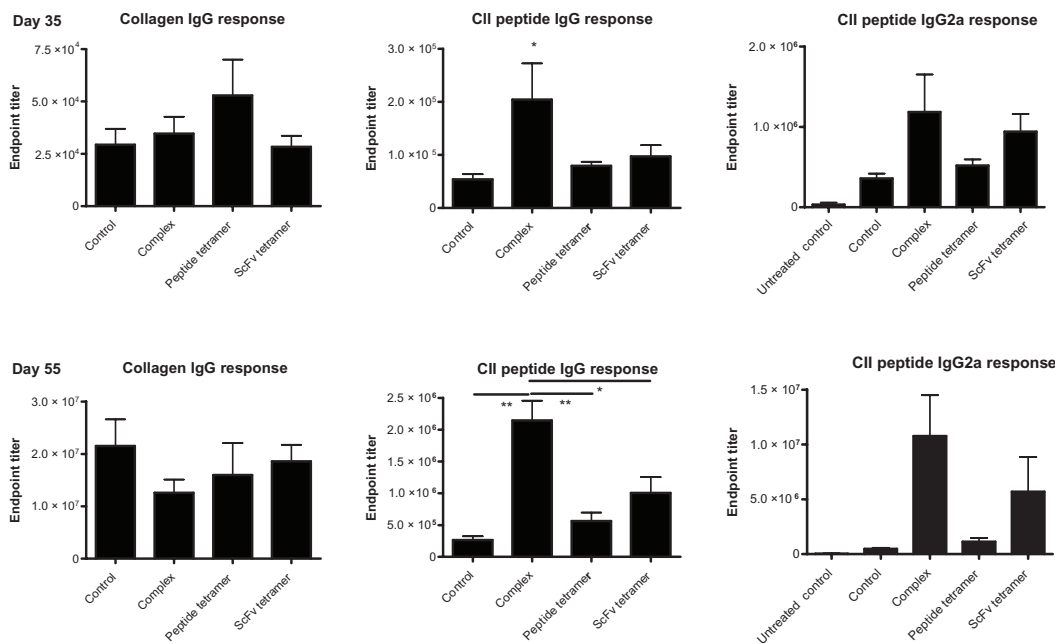 Day 35
Collagen IgG response
Endpoint titer
7.5 × 10⁴
5.0 × 10⁴
2.5 × 10⁴
0
Control
Complex
Peptide tetramer
ScFv tetramer
CII peptide IgG response
*
Endpoint titer
3.0 × 10⁵
2.0 × 10⁵
1.0 × 10⁵
0
Control
Complex
Peptide tetramer
ScFv tetramer
CII peptide IgG2a response
Endpoint titer
2.0 × 10⁶
1.0 × 10⁶
0
Untreated control
Control
Complex
Peptide tetramer
ScFv tetramer
Day 55
Collagen IgG response
Endpoint titer
3.0 × 10⁷
2.0 × 10⁷
1.0 × 10⁷
0
Control
Complex
Peptide tetramer
ScFv tetramer
CII peptide IgG response
** ** *
Endpoint titer
2.5 × 10⁶
2.0 × 10⁶
1.5 × 10⁶
1.0 × 10⁶
5.0 × 10⁵
0
Control
Complex
Peptide tetramer
ScFv tetramer
CII peptide IgG2a response
Endpoint titer
1.5 × 10⁷
1.0 × 10⁷
5.0 × 10⁶
0
Untreated control
Control
Complex
Peptide tetramer
ScFv tetramer